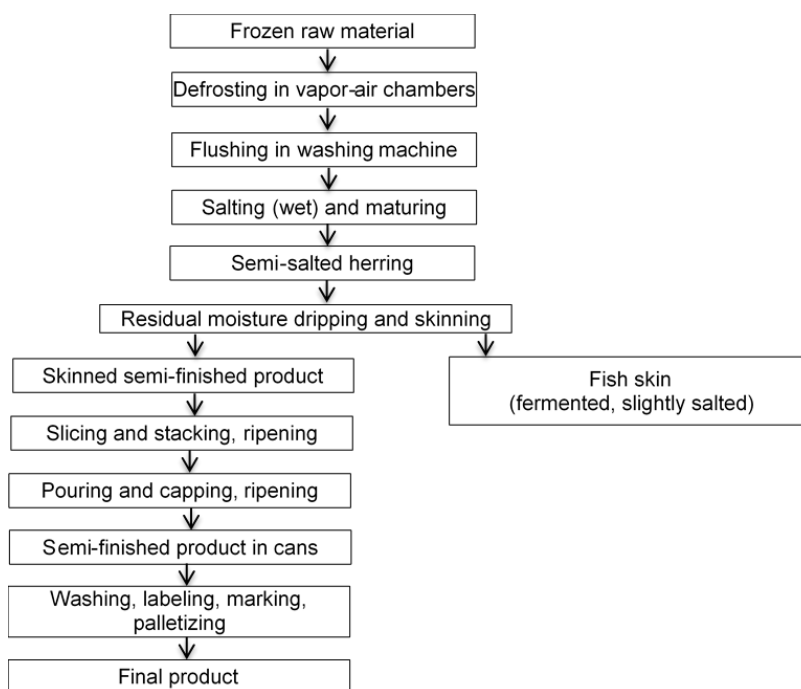 Frozen raw material
Defrosting in vapor-air chambers
Flushing in washing machine
Salting (wet) and maturing
Semi-salted herring
Residual moisture dripping and skinning
Skinned semi-finished product
Fish skin
(fermented, slightly salted)
Slicing and stacking, ripening
Pouring and capping, ripening
Semi-finished product in cans
Washing, labeling, marking,
palletizing
Final product